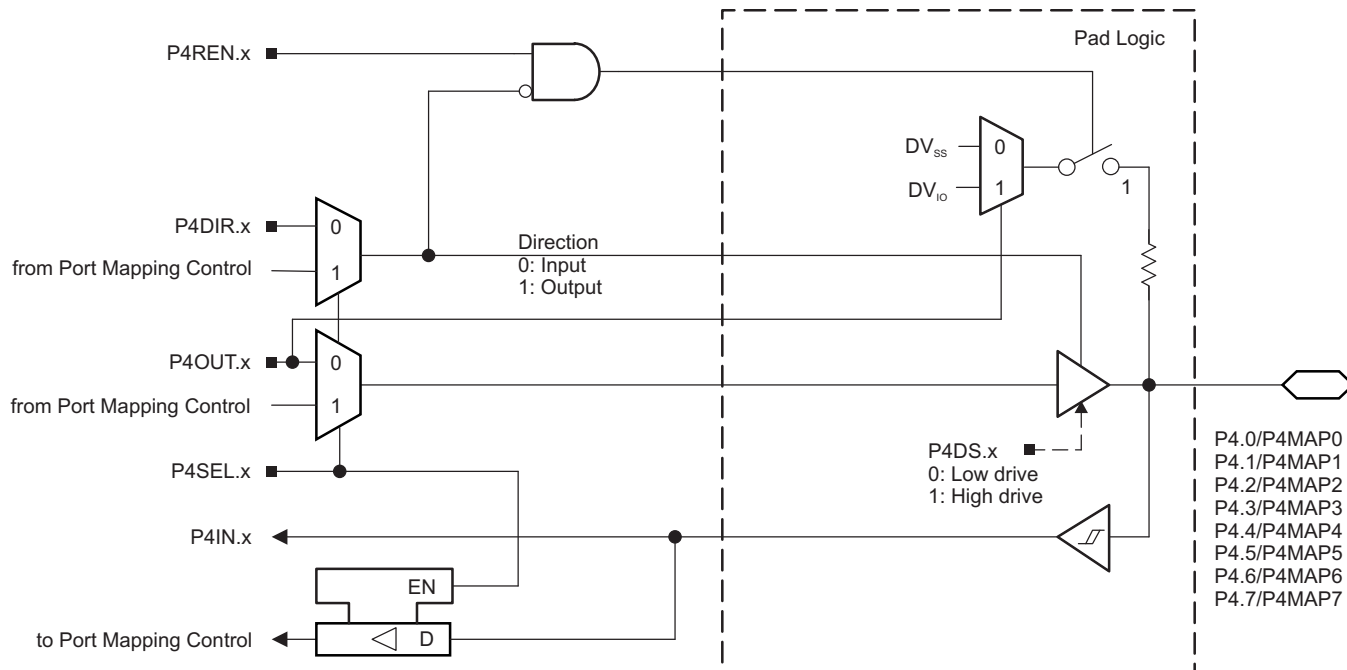 Pad Logic
P4REN.x
DVSS
0
DVIO
1
1
P4DIR.x
0
from Port Mapping Control
1
Direction
0: Input
1: Output
P4OUT.x
0
from Port Mapping Control
1
P4SEL.x
P4DS.x
0: Low drive
1: High drive
P4.0/P4MAP0
P4.1/P4MAP1
P4.2/P4MAP2
P4.3/P4MAP3
P4.4/P4MAP4
P4.5/P4MAP5
P4.6/P4MAP6
P4.7/P4MAP7
P4IN.x
EN
to Port Mapping Control
D